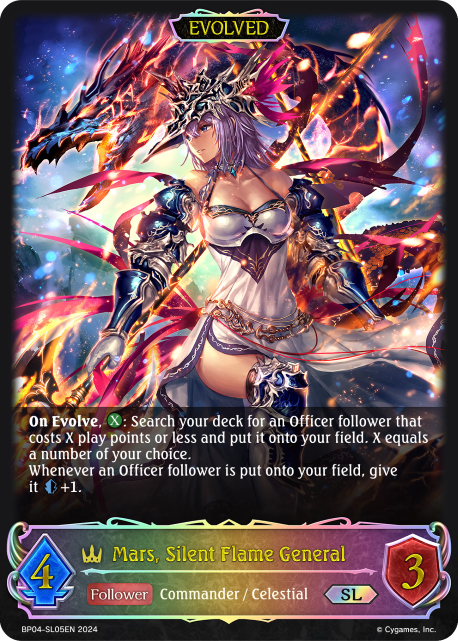 EVOLVED
On Evolve, X: Search your deck for an Officer follower that
costs X play points or less and put it onto your field. X equals
a number of your choice.
Whenever an Officer follower is put onto your field, give
it +1.
Mars, Silent Flame General
4
Follower
Commander / Celestial
SL
3
BP04-SL05EN 2024
© Cygames, Inc.